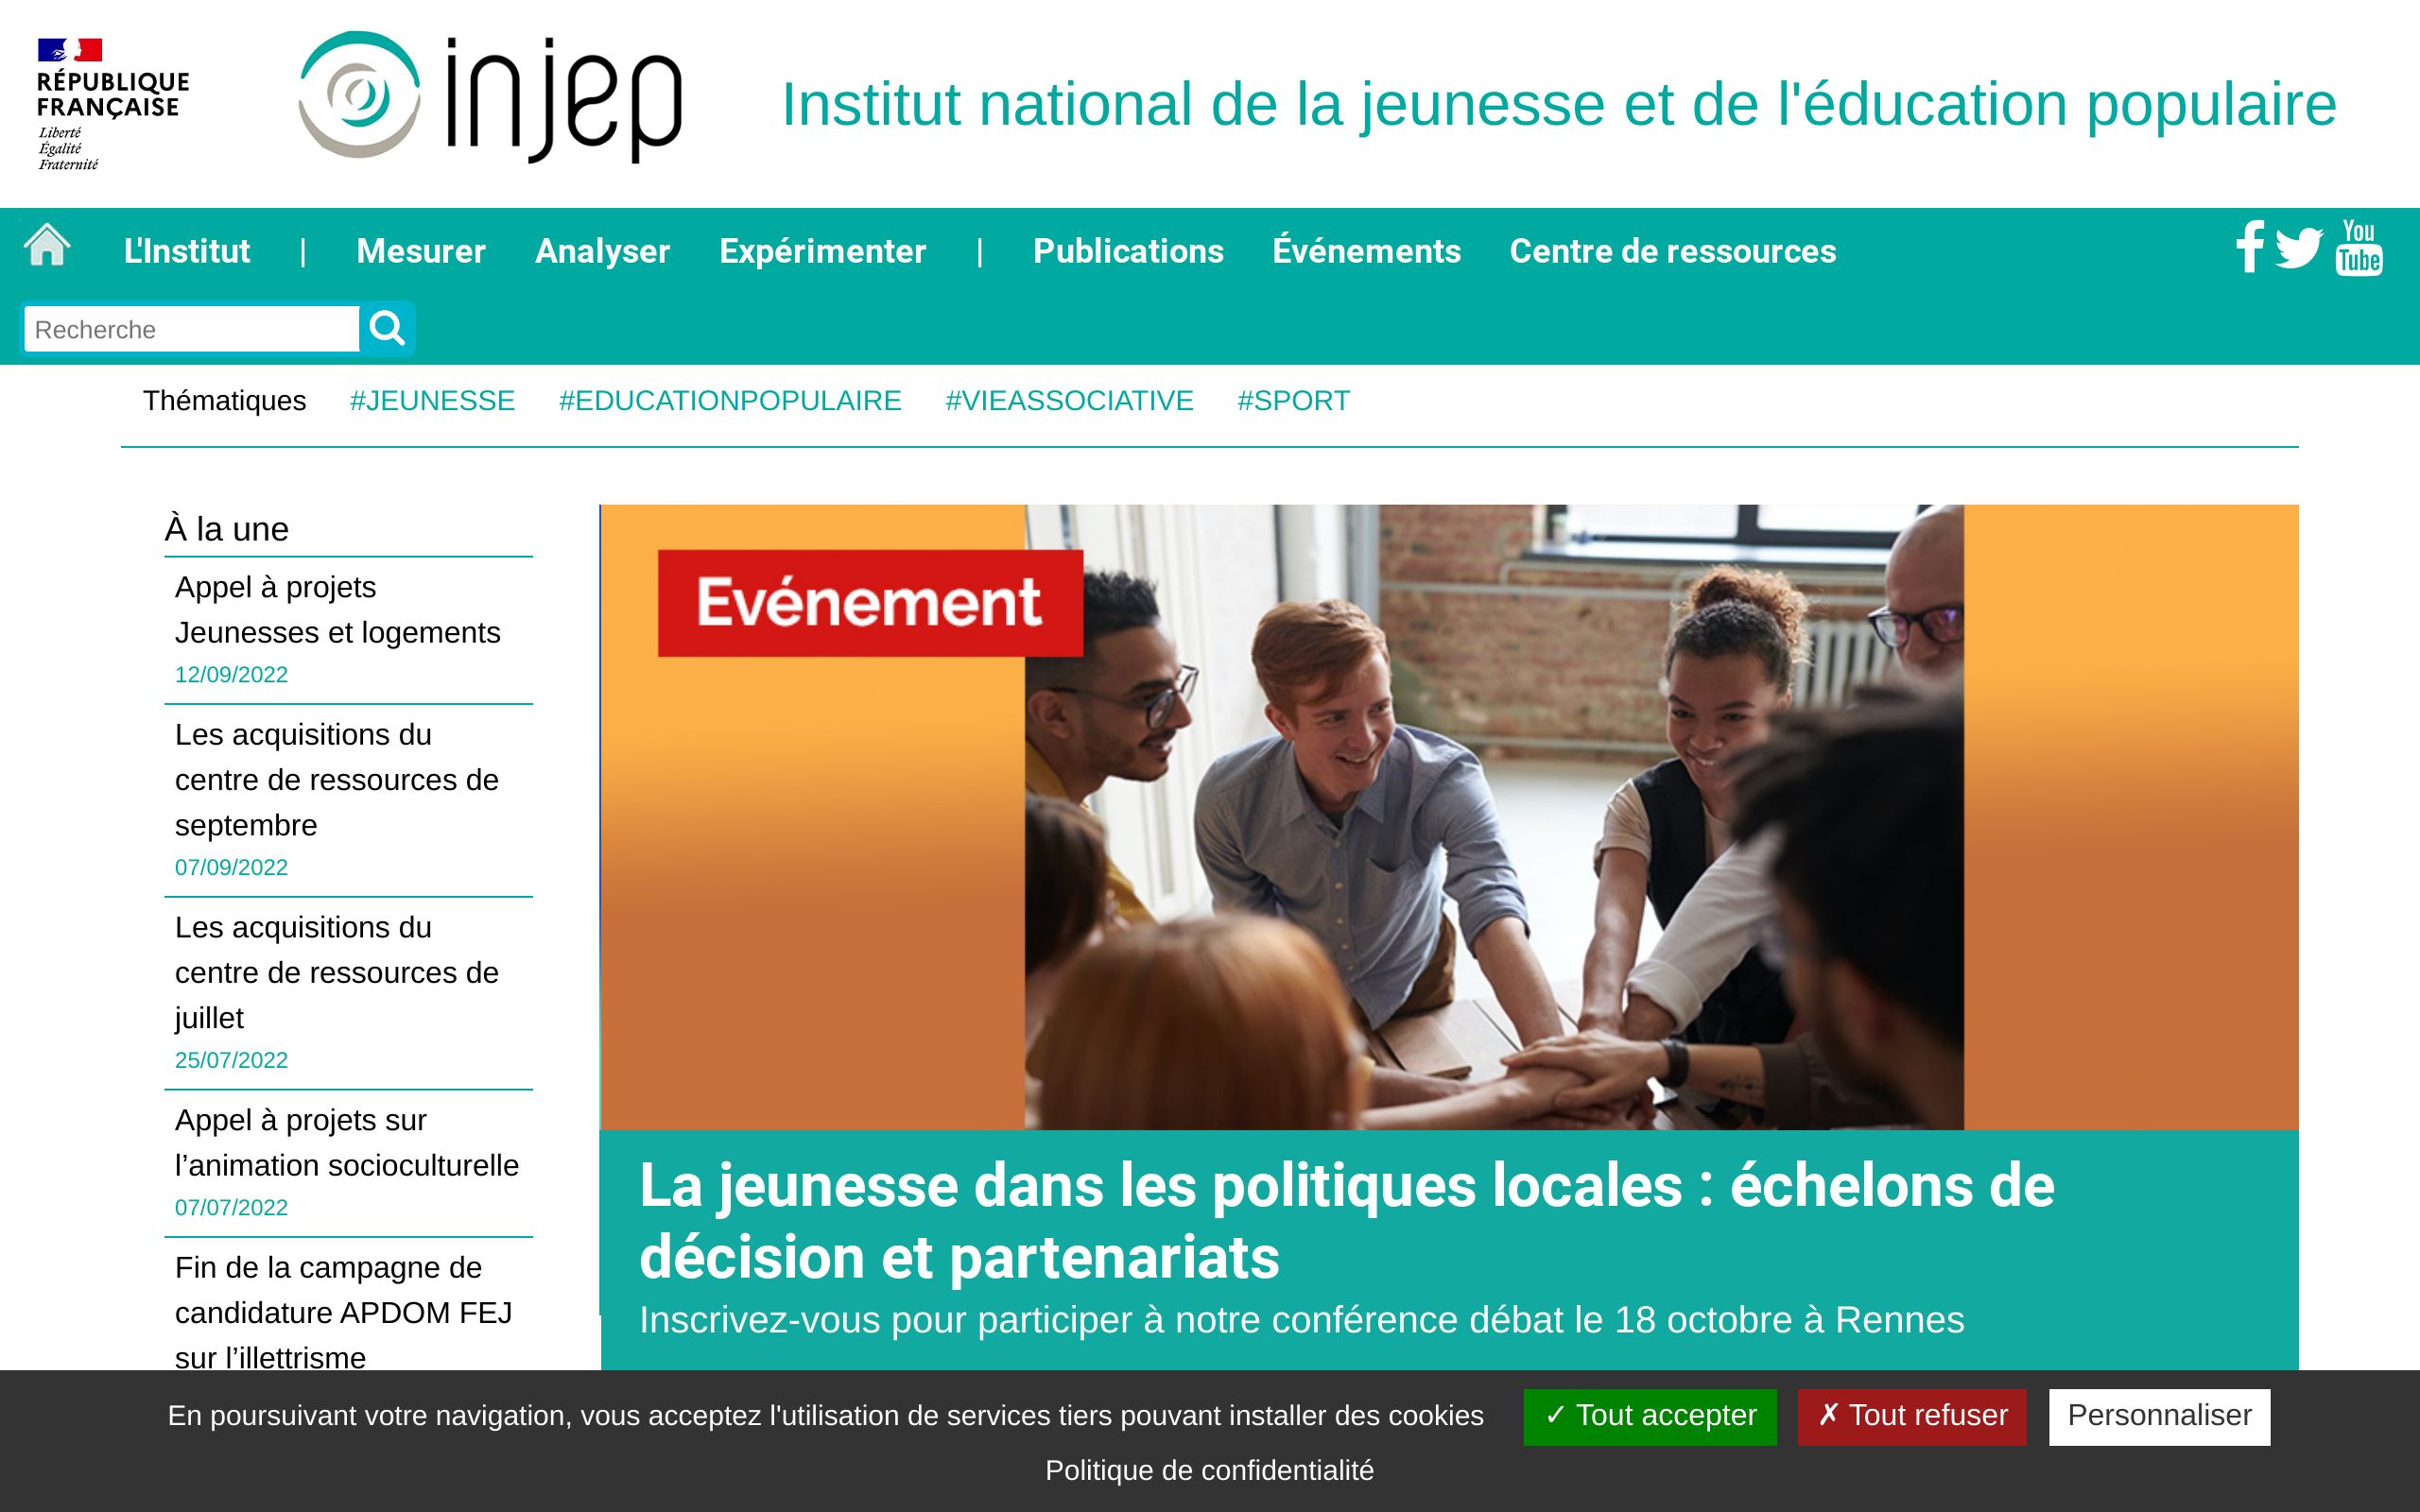 RÉPUBLIQUE
FRANÇAISE
Liberté
Égalité
Fraternité
injep
Institut national de la jeunesse et de l'éducation populaire
L'Institut | Mesurer Analyser Expérimenter | Publications Événements Centre de ressources
You
Tube
Recherche
Thématiques #JEUNESSE #EDUCATIONPOPULAIRE #VIEASSOCIATIVE #SPORT
À la une
Appel à projets
Jeunesses et logements
12/09/2022
Les acquisitions du
centre de ressources de
septembre
07/09/2022
Les acquisitions du
centre de ressources de
juillet
25/07/2022
Appel à projets sur
l’animation socioculturelle
07/07/2022
Fin de la campagne de
candidature APDOM FEJ
sur l’illettrisme
Evénement
La jeunesse dans les politiques locales : échelons de
décision et partenariats
Inscrivez-vous pour participer à notre conférence débat le 18 octobre à Rennes
En poursuivant votre navigation, vous acceptez l'utilisation de services tiers pouvant installer des cookies
✓ Tout accepter
✗ Tout refuser
Personnaliser
Politique de confidentialité